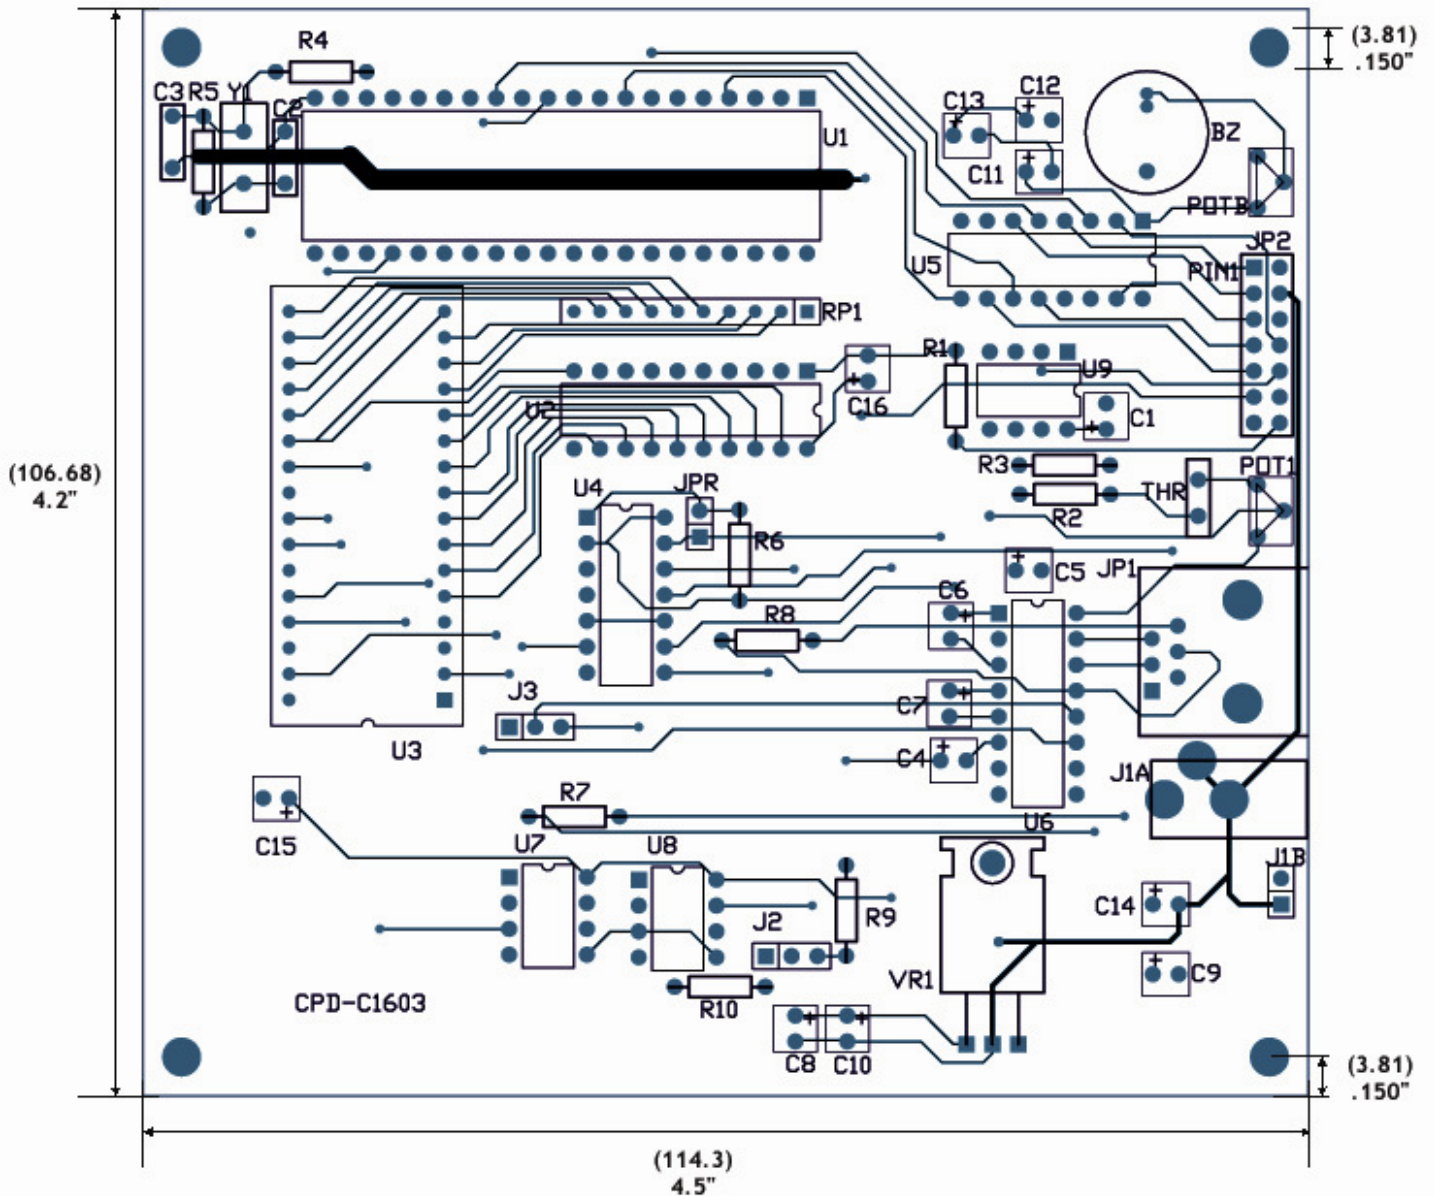 R4
(3.81)
.150"
C3 R5 Y1 C2
U1
C13 C12
BZ
C11
POTB
JP2
U5
PIN1
RP1
R1
U9
U2
C16
C1
R3
POT1
(106.68)
4.2"
U4
JPR
THR
R2
R6
C5
JP1
C6
R8
J3
C7
U3
C4
J1A
R7
U6
C15
U7
U8
J1B
C14
R9
J2
C9
VR1
CPD-C1603
R10
C8 C10
(3.81)
.150"
(114.3)
4.5"